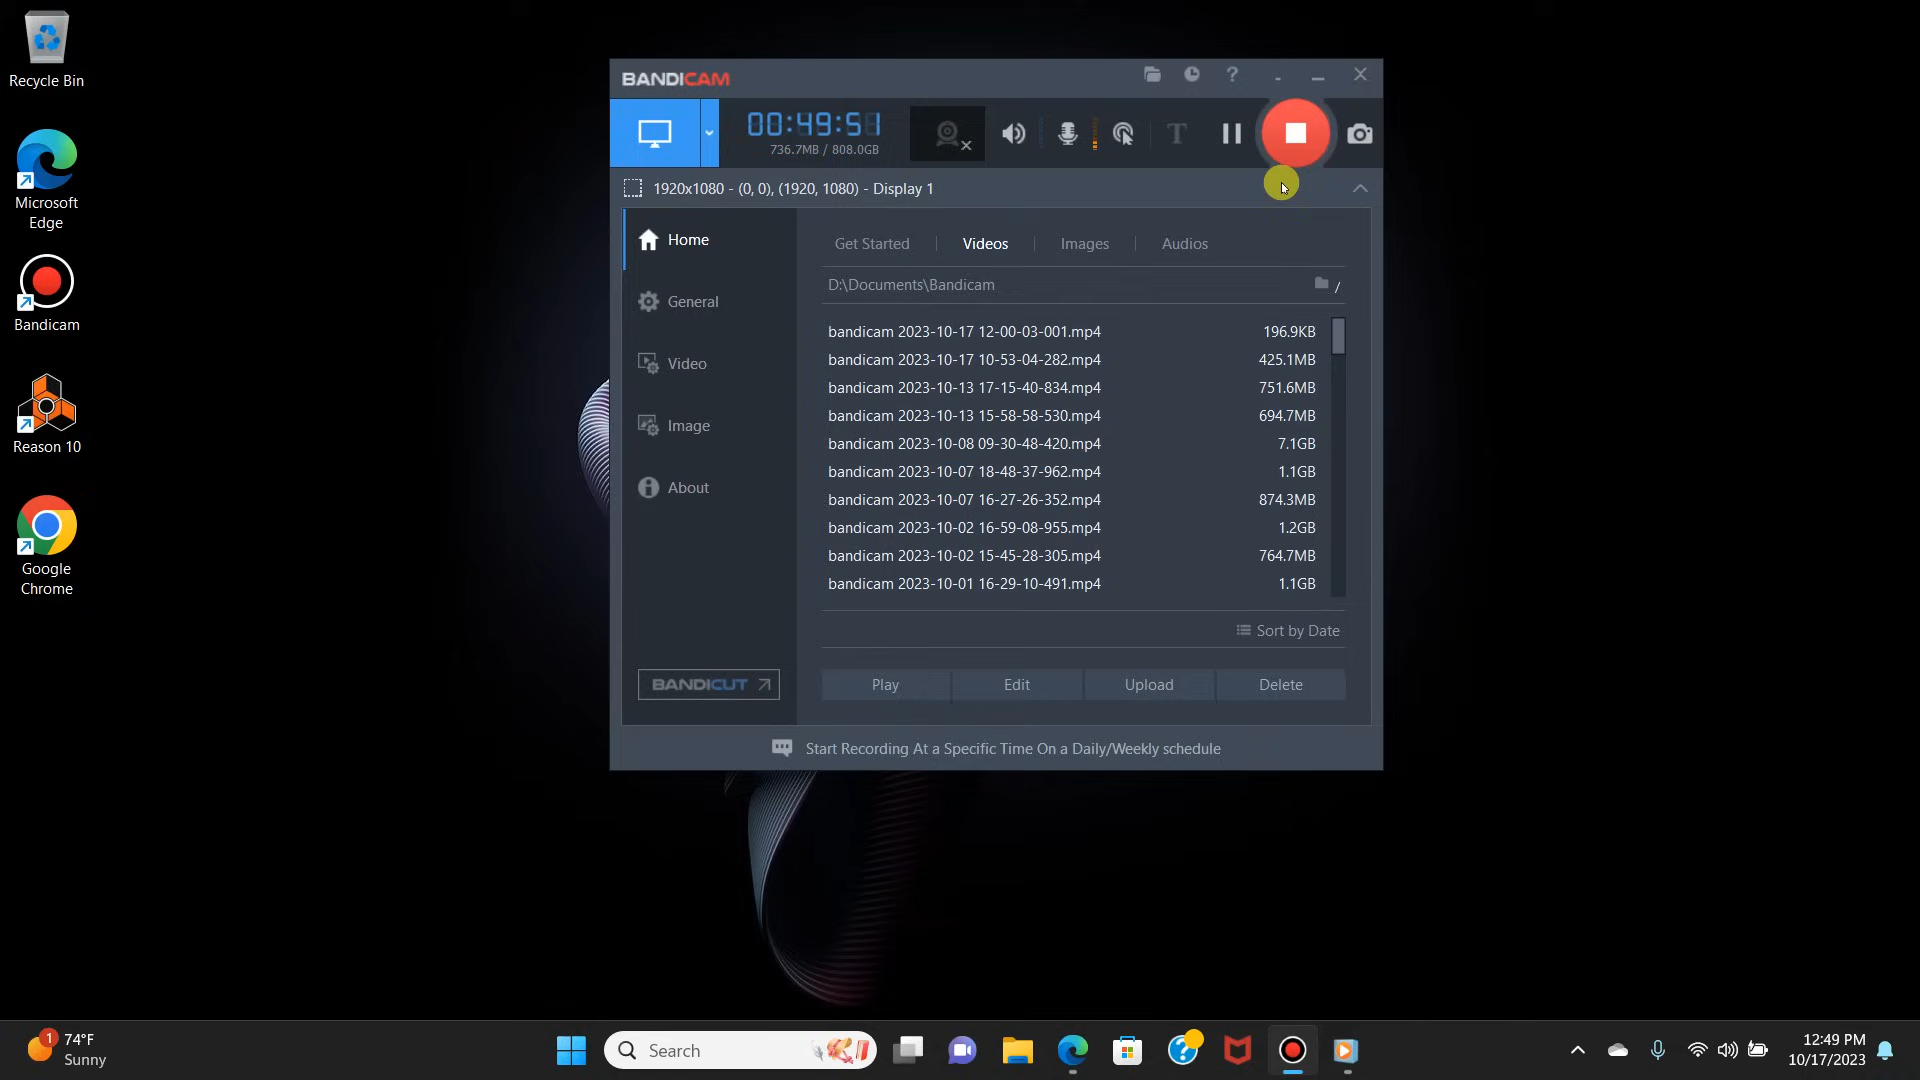 Recycle Bin
Microsoft
Edge
Bandicam
Reason 10
Google
Chrome
BANDICAM
?
00:49:51
736.7MB / 808.0GB
T
1920x1080 - (0, 0), (1920, 1080) - Display 1
Home
General
Video
Image
About
BANDICUT
Get Started
Videos
Images
Audios
D:\Documents\Bandicam
/
bandicam 2023-10-17 12-00-03-001.mp4 196.9KB
bandicam 2023-10-17 10-53-04-282.mp4 425.1MB
bandicam 2023-10-13 17-15-40-834.mp4 751.6MB
bandicam 2023-10-13 15-58-58-530.mp4 694.7MB
bandicam 2023-10-08 09-30-48-420.mp4 7.1GB
bandicam 2023-10-07 18-48-37-962.mp4 1.1GB
bandicam 2023-10-07 16-27-26-352.mp4 874.3MB
bandicam 2023-10-02 16-59-08-955.mp4 1.2GB
bandicam 2023-10-02 15-45-28-305.mp4 764.7MB
bandicam 2023-10-01 16-29-10-491.mp4 1.1GB
Sort by Date
Play
Edit
Upload
Delete
Start Recording At a Specific Time On a Daily/Weekly schedule
1
74°F
Sunny
Search
?
12:49 PM
10/17/2023